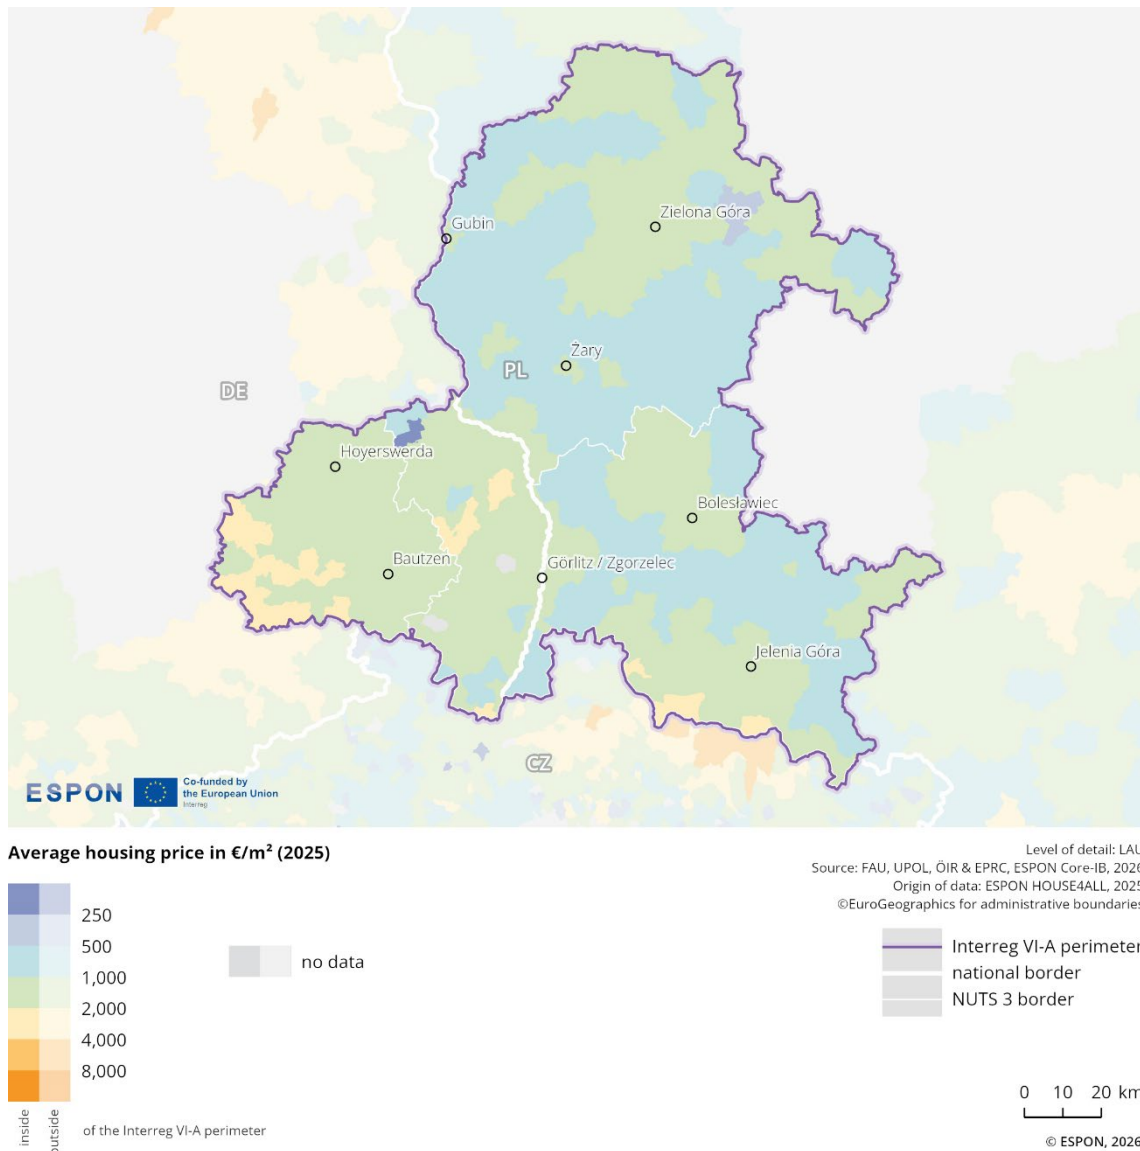 Gubin
Zielona Góra
Żary
PL
DE
Hoyerswerda
Bolesławiec
Bautzen
Görlitz / Zgorzelec
Jelenia Góra
CZ
ESPON
Co-funded by
the European Union
Interreg
Average housing price in €/m² (2025)
Level of detail: LAU
Source: FAU, UPOL, ÖIR & EPRC, ESPON Core-IB, 2026
Origin of data: ESPON HOUSE4ALL, 2025
©EuroGeographics for administrative boundaries
250
500
1,000
2,000
4,000
8,000
no data
Interreg VI-A perimeter
national border
NUTS 3 border
inside
outside
of the Interreg VI-A perimeter
0 10 20 km
© ESPON, 2026